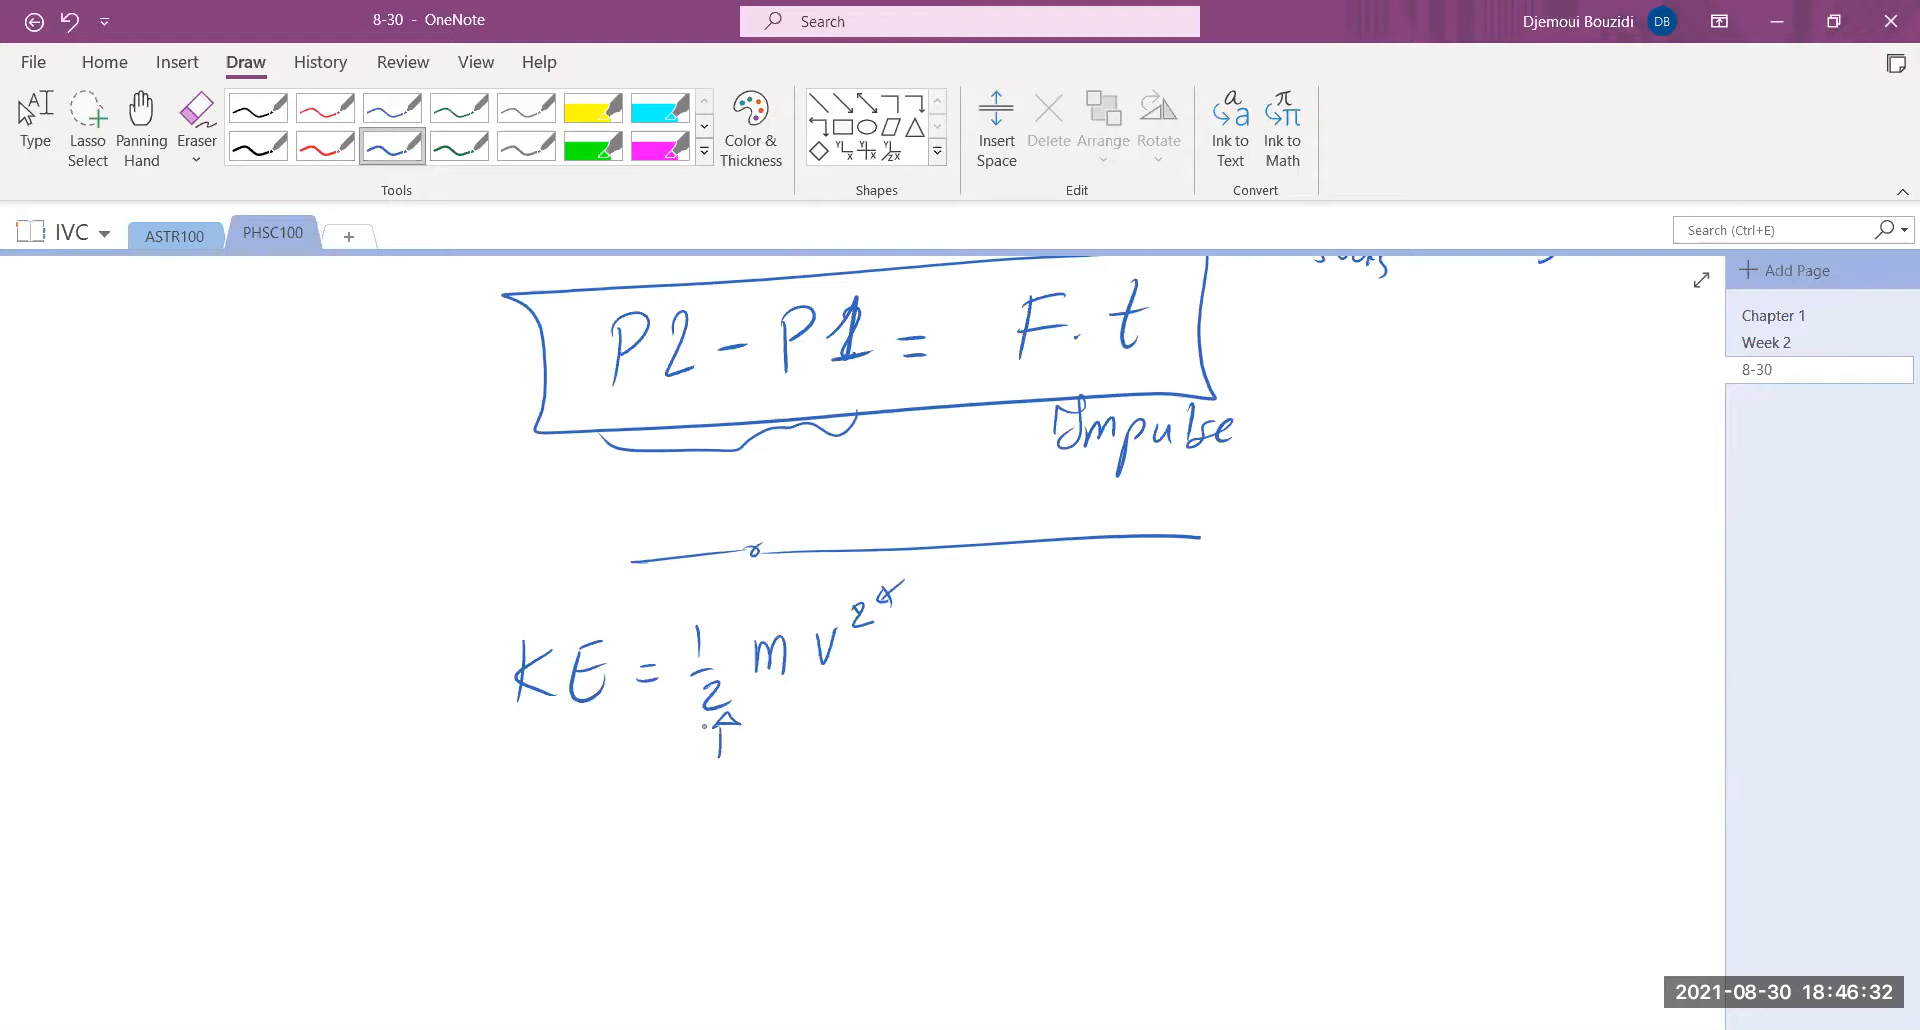 8-30 - OneNote
Search
Djemoui Bouzidi
DB
File Home Insert Draw History Review View Help
Type
Lasso Select
Panning Hand
Eraser
Color & Thickness
Insert Space
Delete
Arrange
Rotate
Ink to Text
Ink to Math
Tools
Shapes
Edit
Convert
IVC
ASTR100
PHSC100
Search (Ctrl+E)
Add Page
Chapter 1
Week 2
8-30
P2 - P1 = F. t
Impulse
KE = 1/2 m v²
2021-08-30 18:46:32